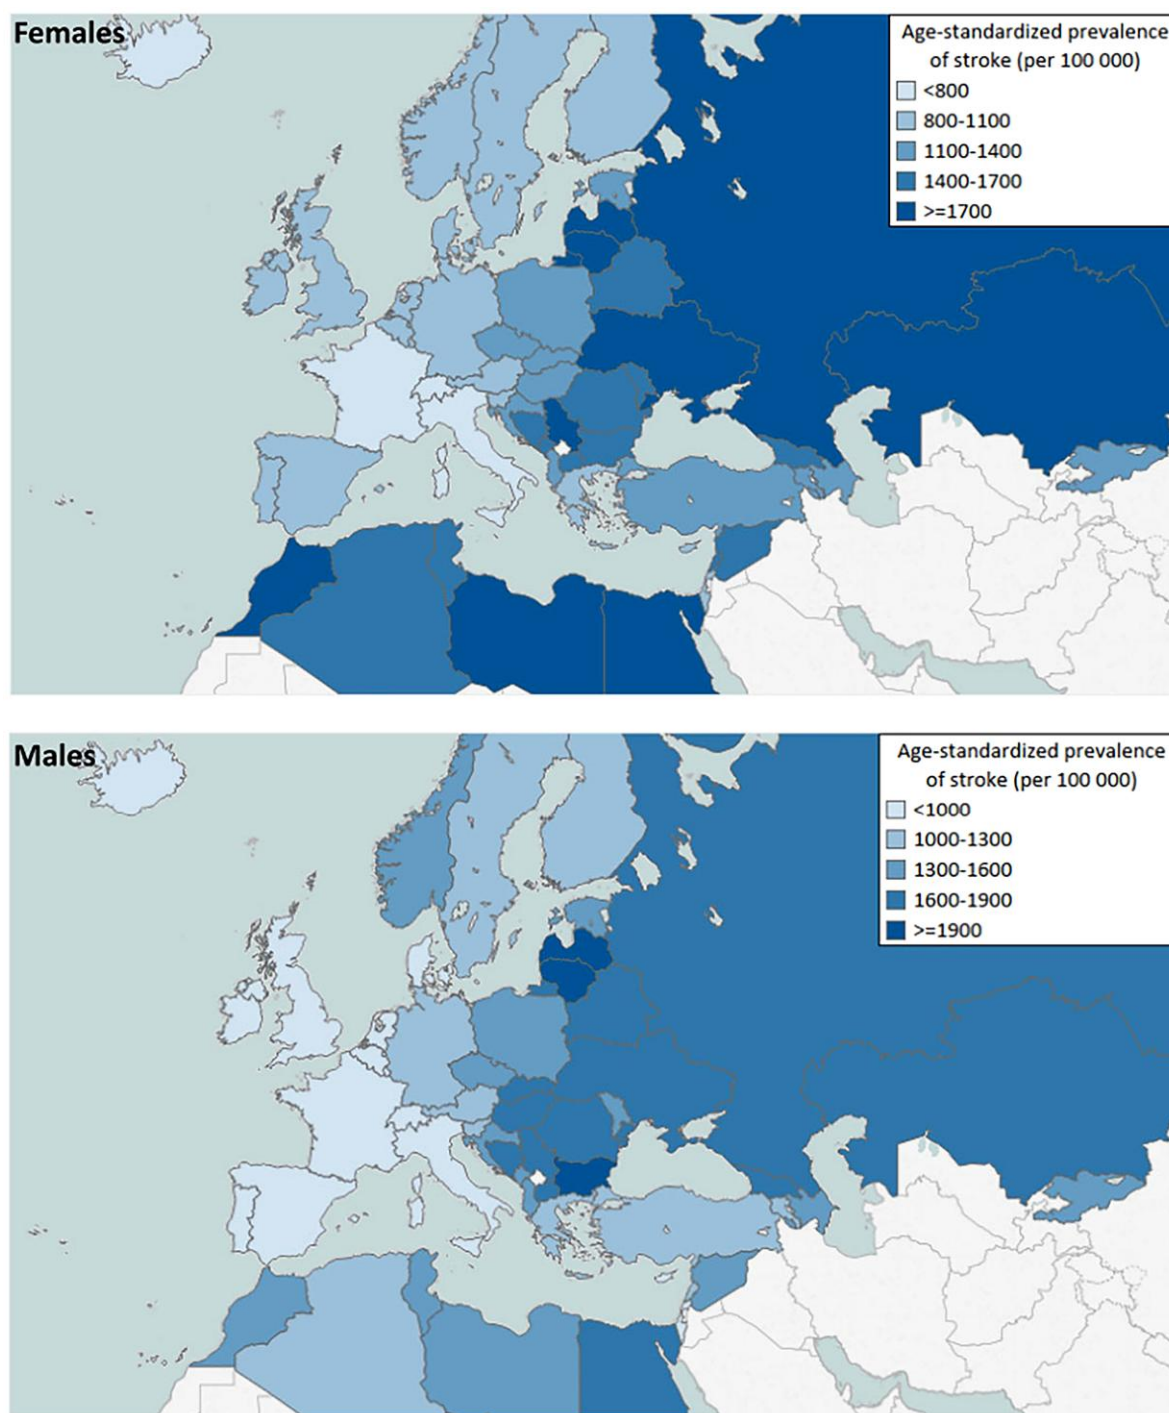 Females
Age-standardized prevalence
of stroke (per 100 000)
<800
800-1100
1100-1400
1400-1700
>=1700
Males
Age-standardized prevalence
of stroke (per 100 000)
<1000
1000-1300
1300-1600
1600-1900
>=1900